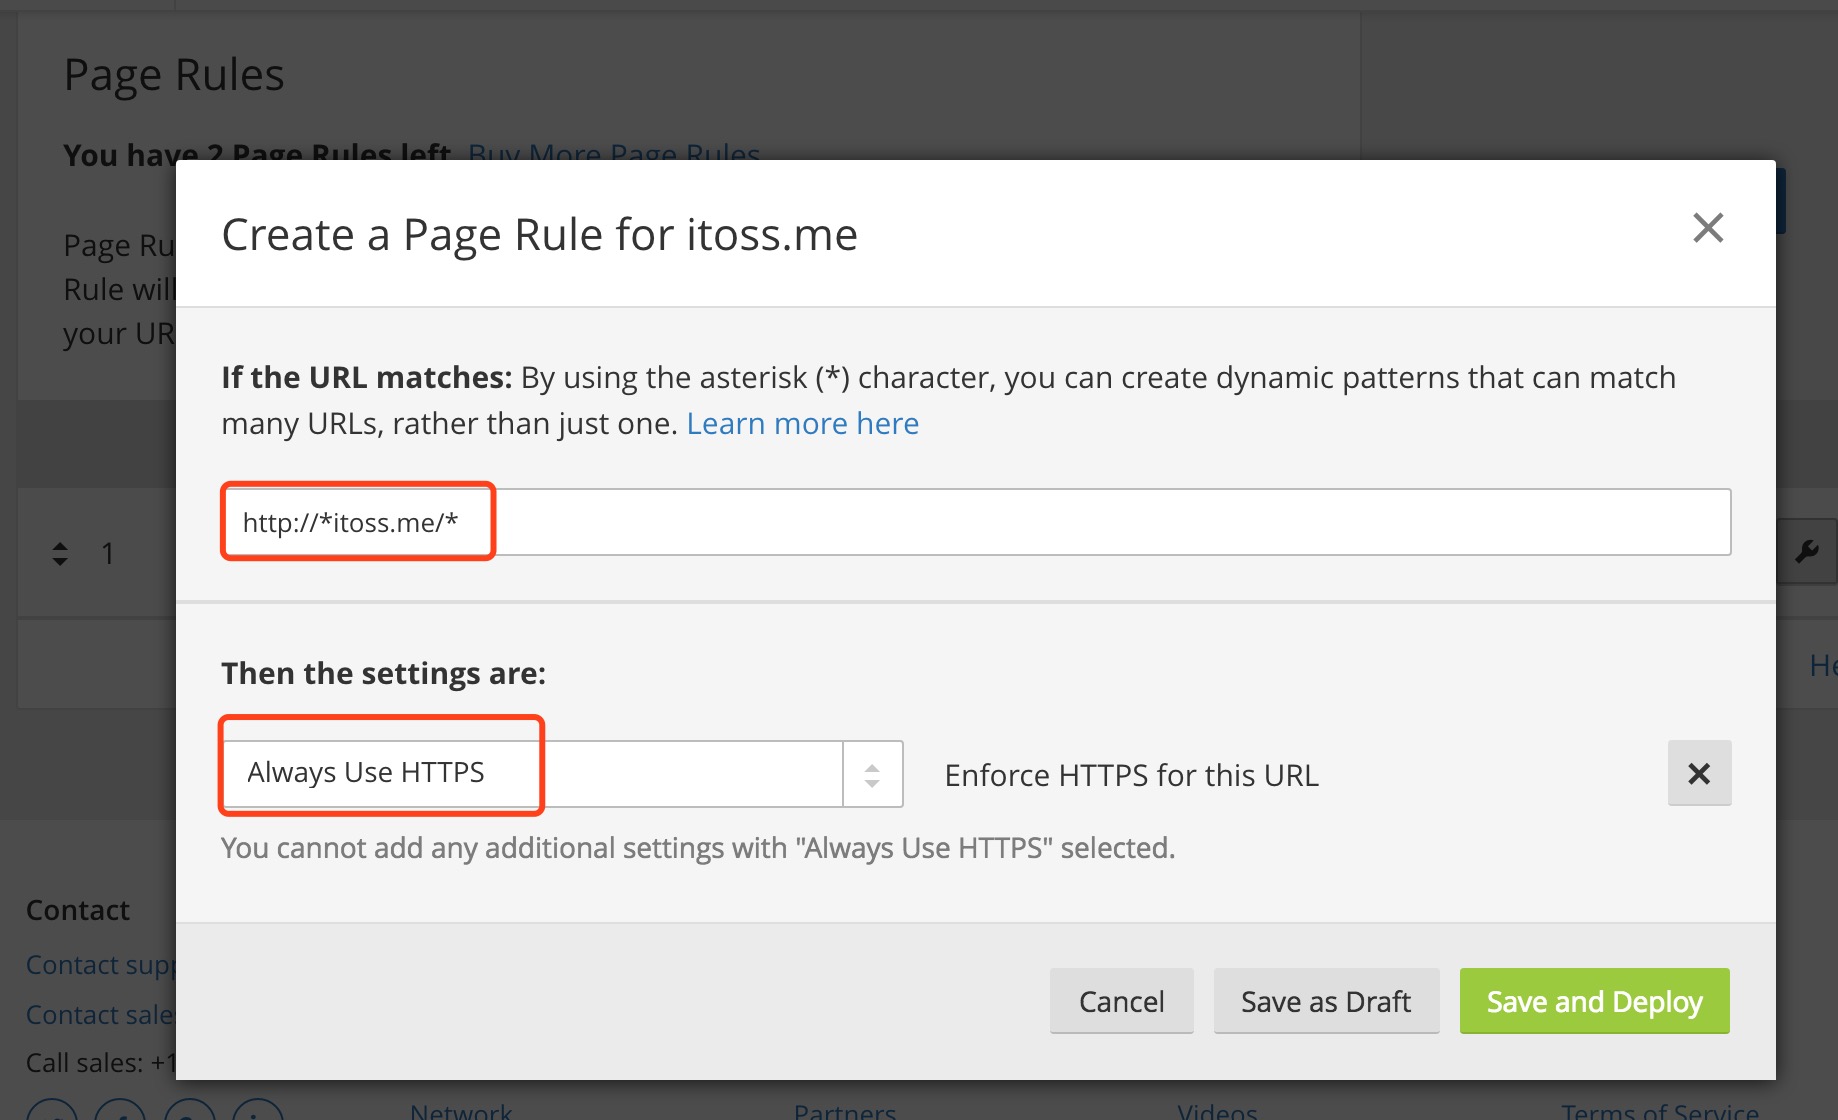 Page Rules
You have 2 Page Rules left Buy More Page Rules
Create a Page Rule for itoss.me
Page Ru
Rule will
your UR
If the URL matches: By using the asterisk (*) character, you can create dynamic patterns that can match
many URLs, rather than just one. Learn more here
http://*itoss.me/*
1
Then the settings are:
He
Always Use HTTPS
Enforce HTTPS for this URL
You cannot add any additional settings with "Always Use HTTPS" selected.
Contact
Contact supp
Contact sales
Call sales: +1
Cancel
Save as Draft
Save and Deploy
Network
Partners
Videos
Terms of Service